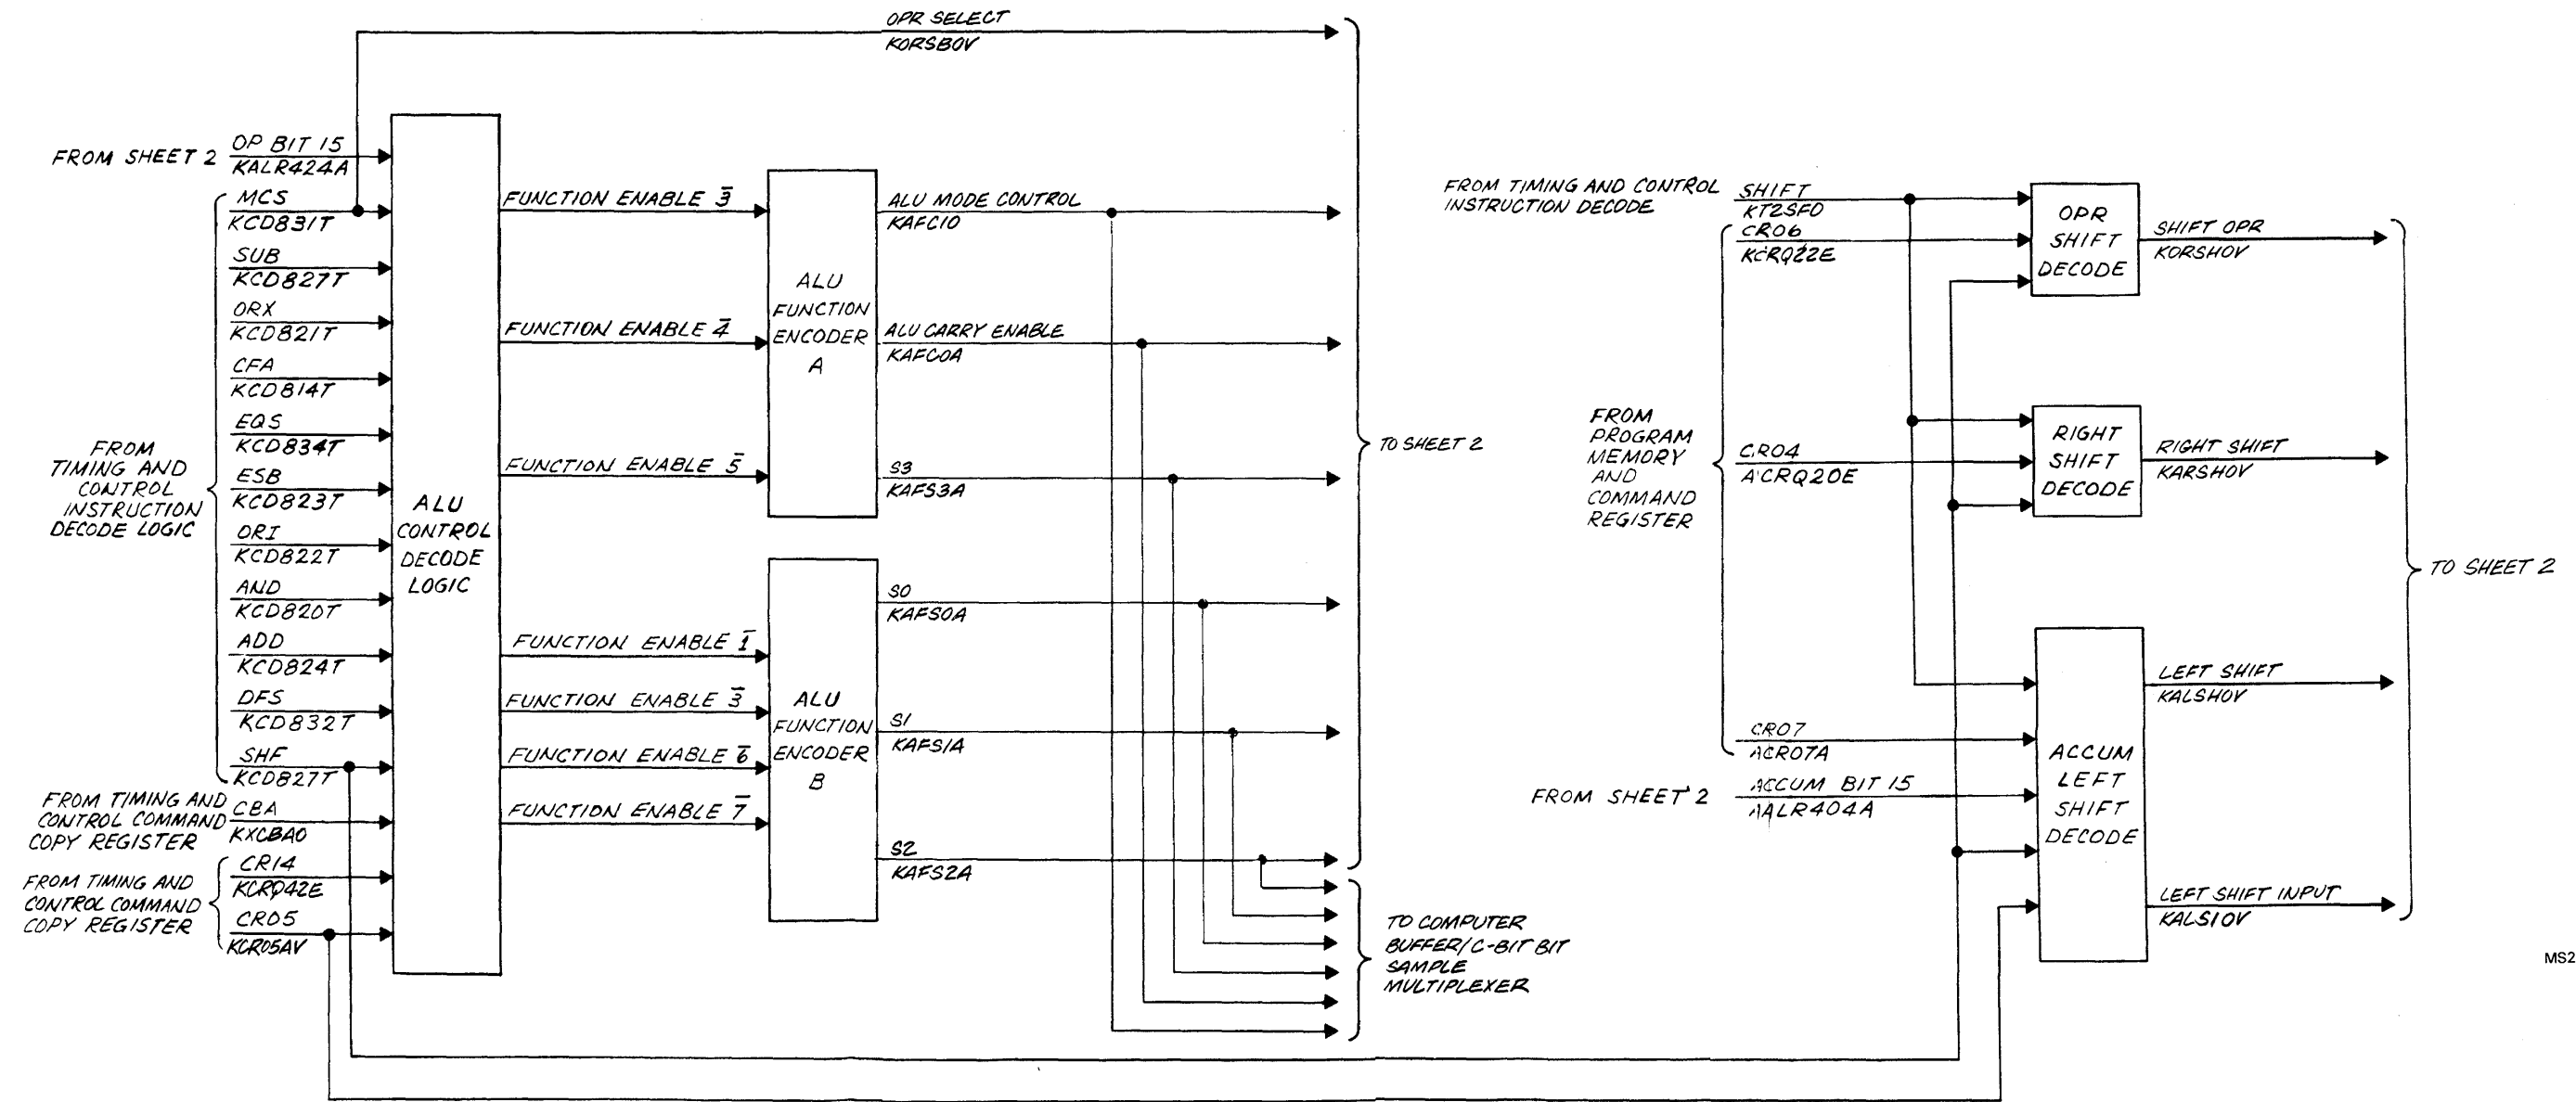 OPR SELECT
KORSBOV
FROM SHEET 2
OP BIT 15
KALR424A
MCS
KCD831T
SUB
KCD827T
ORX
KCD821T
CFA
KCD814T
EQS
KCD834T
ESB
KCD823T
ORI
KCD822T
AND
KCD820T
ADD
KCD824T
DFS
KCD832T
SHF
KCD827T
FROM
TIMING AND
CONTROL
INSTRUCTION
DECODE LOGIC
FROM TIMING AND
CONTROL COMMAND
COPY REGISTER
CBA
KXCBAO
CR14
KCRQ42E
FROM TIMING AND
CONTROL COMMAND
COPY REGISTER
CR05
KCR05AV
ALU
CONTROL
DECODE
LOGIC
FUNCTION ENABLE 3̅
FUNCTION ENABLE 4̅
FUNCTION ENABLE 5̅
FUNCTION ENABLE 1̅
FUNCTION ENABLE 3̅
FUNCTION ENABLE 6̅
FUNCTION ENABLE 7̅
ALU
FUNCTION
ENCODER
A
ALU
FUNCTION
ENCODER
B
ALU MODE CONTROL
KAFC10
ALU CARRY ENABLE
KAFC0A
S3
KAFS3A
S0
KAFS0A
S1
KAFS1A
S2
KAFS2A
TO SHEET 2
TO COMPUTER
BUFFER/C-BIT BIT
SAMPLE
MULTIPLEXER
FROM TIMING AND CONTROL
INSTRUCTION DECODE
SHIFT
KT2SFO
CR06
KCRQ22E
FROM
PROGRAM
MEMORY
AND
COMMAND
REGISTER
CR04
ACRQ20E
CR07
ACR07A
FROM SHEET 2
ACCUM BIT 15
AALR404A
OPR
SHIFT
DECODE
RIGHT
SHIFT
DECODE
ACCUM
LEFT
SHIFT
DECODE
SHIFT OPR
KORSHOV
RIGHT SHIFT
KARSHOV
LEFT SHIFT
KALSHOV
LEFT SHIFT INPUT
KALSIOV
TO SHEET 2
MS2